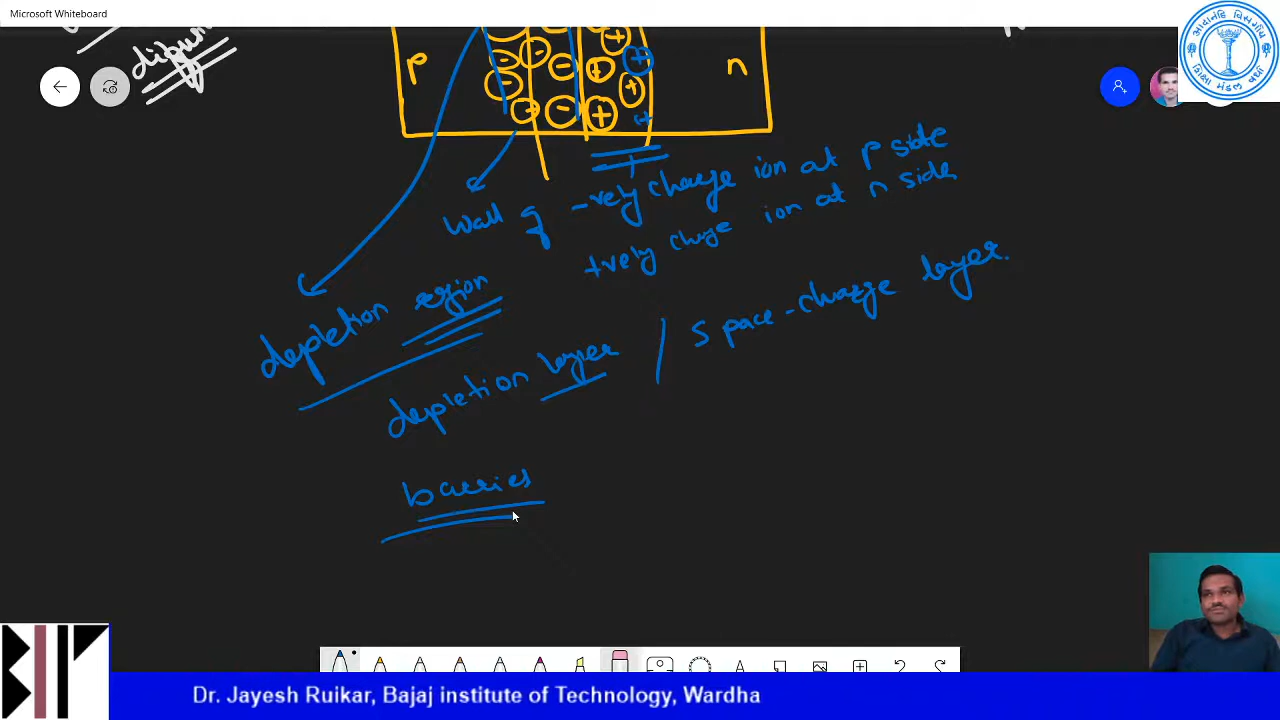 Microsoft Whiteboard
p
n
Wall of -vely charge ion at p side
+vely charge ion at n side
depletion region
depletion layer / space-charge layer.
barrier
Dr. Jayesh Ruikar, Bajaj institute of Technology, Wardha
BIT